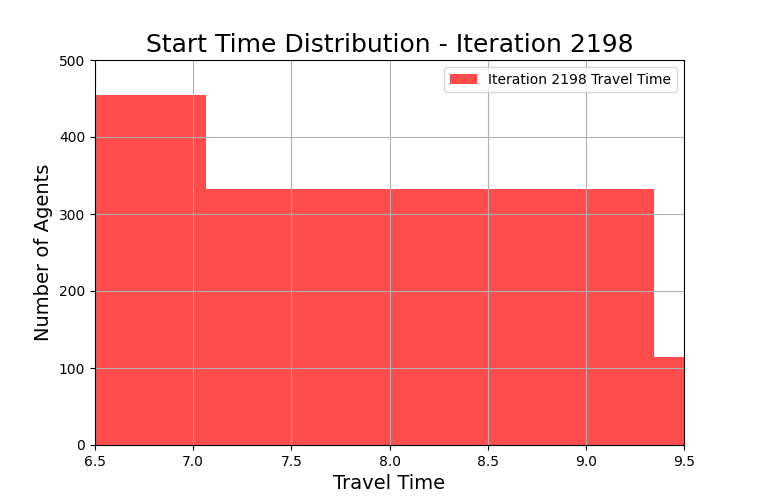 Start Time Distribution - Iteration 2198
Iteration 2198 Travel Time
Number of Agents
500
400
300
200
100
0
6.5 7.0 7.5 8.0 8.5 9.0 9.5
Travel Time